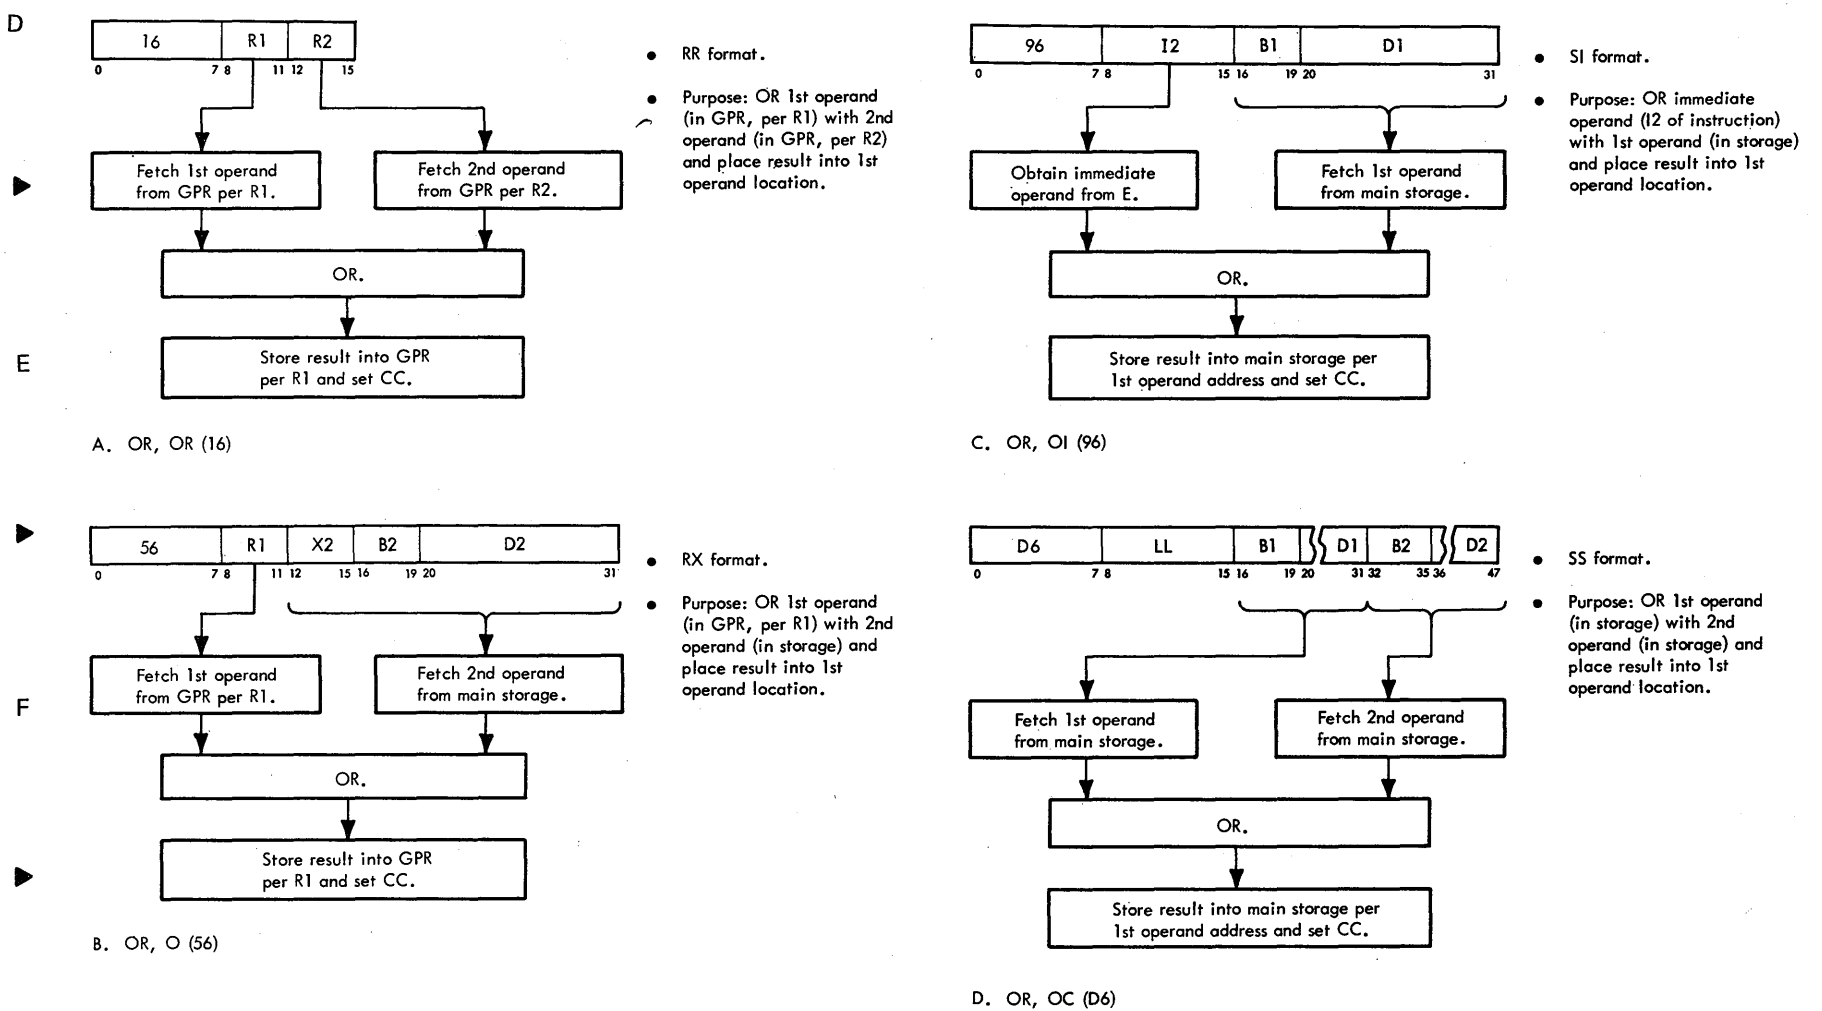 D
16 R1 R2
0 7 8 11 12 15
• RR format.
• Purpose: OR 1st operand
(in GPR, per R1) with 2nd
operand (in GPR, per R2)
and place result into 1st
operand location.
Fetch 1st operand
from GPR per R1.
Fetch 2nd operand
from GPR per R2.
OR.
E
Store result into GPR
per R1 and set CC.
A. OR, OR (16)
96 I2 B1 D1
0 7 8 15 16 19 20 31
• SI format.
• Purpose: OR immediate
operand (I2 of instruction)
with 1st operand (in storage)
and place result into 1st
operand location.
Obtain immediate
operand from E.
Fetch 1st operand
from main storage.
OR.
Store result into main storage per
1st operand address and set CC.
C. OR, OI (96)
56 R1 X2 B2 D2
0 7 8 11 12 15 16 19 20 31
• RX format.
• Purpose: OR 1st operand
(in GPR, per R1) with 2nd
operand (in storage) and
place result into 1st
operand location.
Fetch 1st operand
from GPR per R1.
Fetch 2nd operand
from main storage.
F
OR.
Store result into GPR
per R1 and set CC.
B. OR, O (56)
D6 LL B1 D1 B2 D2
0 7 8 15 16 19 20 31 32 35 36 47
• SS format.
• Purpose: OR 1st operand
(in storage) with 2nd
operand (in storage) and
place result into 1st
operand location.
Fetch 1st operand
from main storage.
Fetch 2nd operand
from main storage.
OR.
Store result into main storage per
1st operand address and set CC.
D. OR, OC (D6)